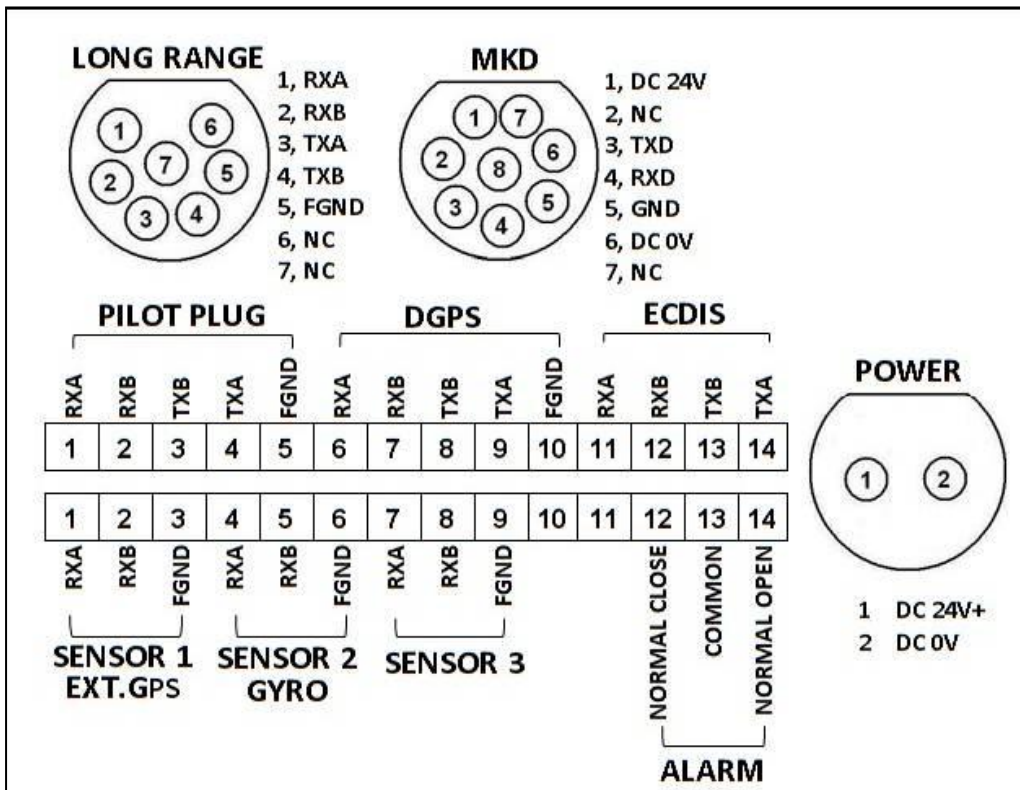 LONG RANGE
1 2 3 4 5 6 7
1, RXA
2, RXB
3, TXA
4, TXB
5, FGND
6, NC
7, NC
MKD
1 2 3 4 5 6 7 8
1, DC 24V
2, NC
3, TXD
4, RXD
5, GND
6, DC 0V
7, NC
PILOT PLUG DGPS ECDIS
RXA RXB TXB TXA FGND RXA RXB TXB TXA FGND RXA RXB TXB TXA
1 2 3 4 5 6 7 8 9 10 11 12 13 14
1 2 3 4 5 6 7 8 9 10 11 12 13 14
RXA RXB FGND RXA RXB FGND RXA RXB FGND NORMAL CLOSE COMMON NORMAL OPEN
SENSOR 1 SENSOR 2 SENSOR 3
EXT.GPS GYRO
ALARM
POWER
1 2
1 DC 24V+
2 DC 0V